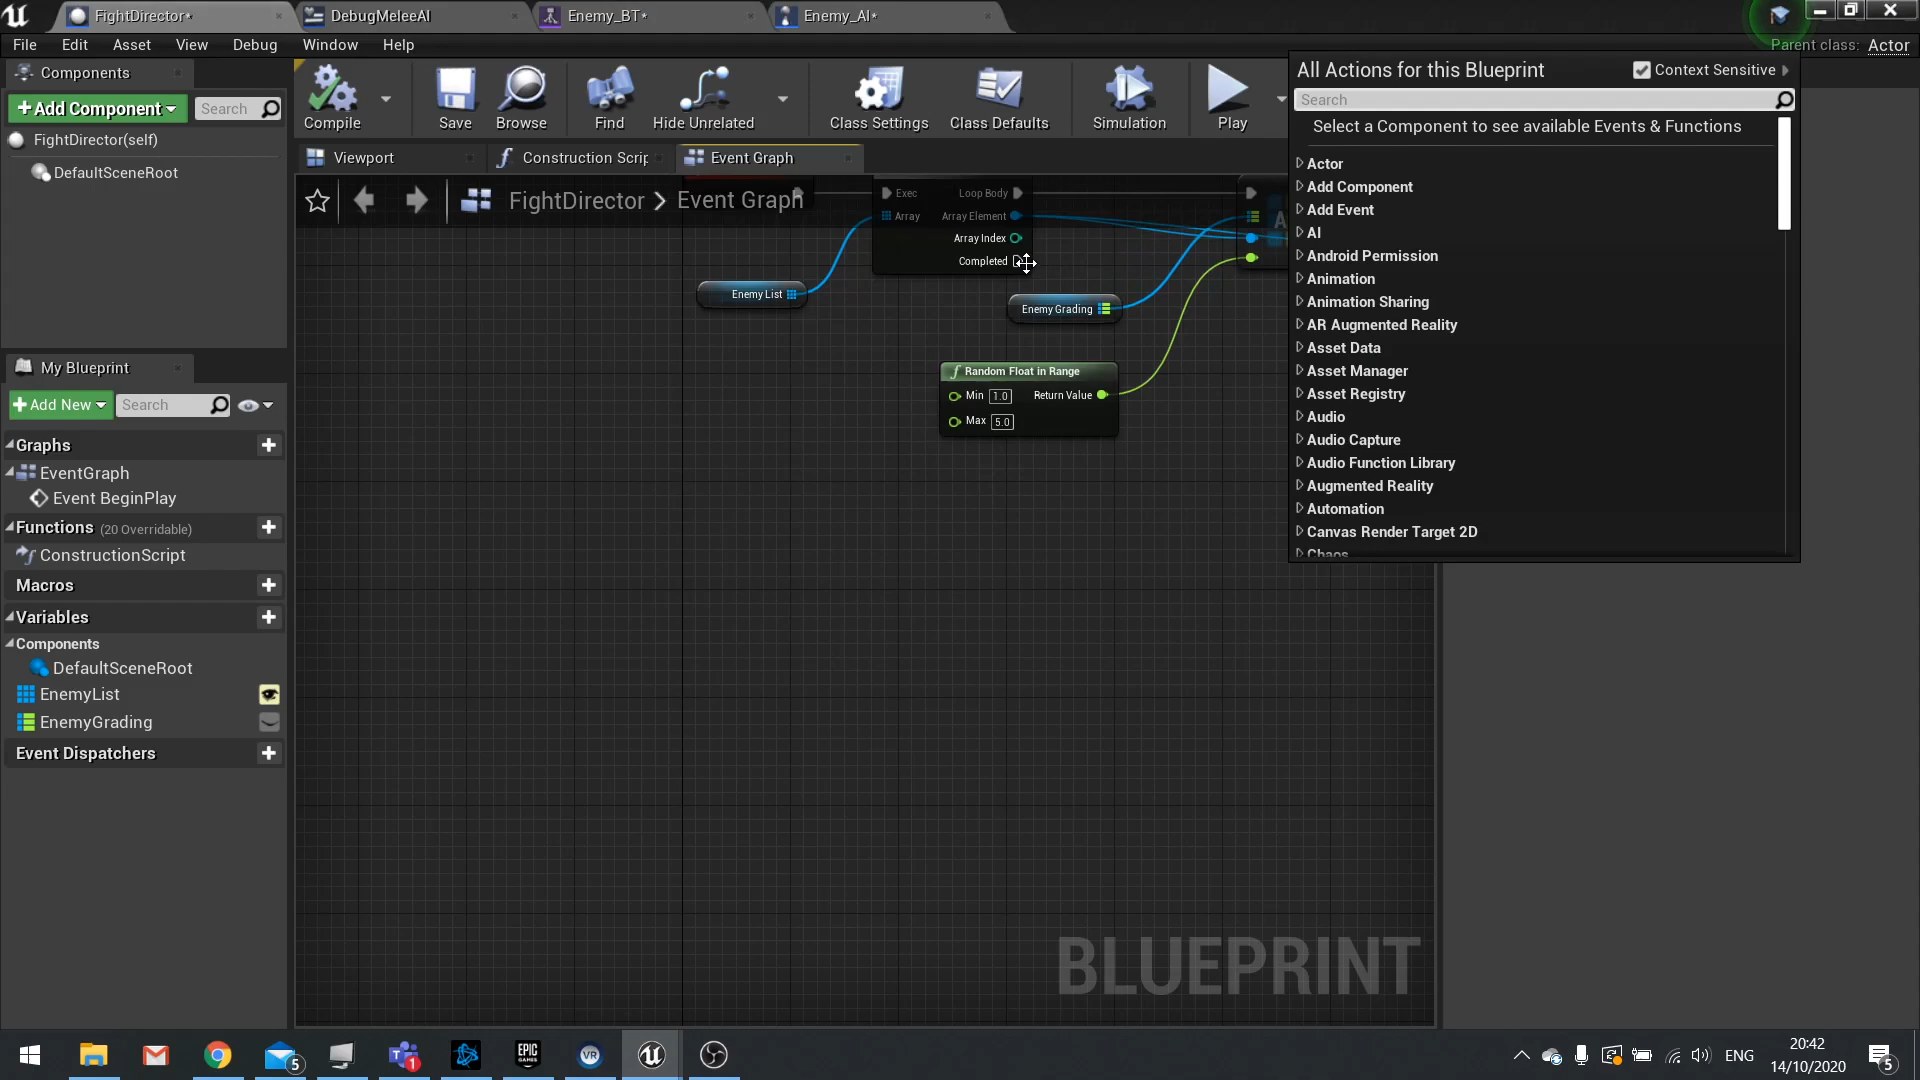 FightDirector*
DebugMeleeAI
Enemy_BT*
Enemy_AI*
File Edit Asset View Debug Window Help
Parent class: Actor
Components
Add Component
Search
FightDirector(self)
DefaultSceneRoot
Compile
Save
Browse
Find
Hide Unrelated
Class Settings
Class Defaults
Simulation
Play
Viewport
Construction Scrip
Event Graph
FightDirector > Event Graph
Exec Loop Body
Array Array Element
Array Index
Completed
Enemy List
Enemy Grading
A
Random Float in Range
Min 1.0 Return Value
Max 5.0
BLUEPRINT
All Actions for this Blueprint
Context Sensitive
Search
Select a Component to see available Events & Functions
Actor
Add Component
Add Event
AI
Android Permission
Animation
Animation Sharing
AR Augmented Reality
Asset Data
Asset Manager
Asset Registry
Audio
Audio Capture
Audio Function Library
Augmented Reality
Automation
Canvas Render Target 2D
Chaos
My Blueprint
Add New
Search
Graphs
EventGraph
Event BeginPlay
Functions (20 Overridable)
ConstructionScript
Macros
Variables
Components
DefaultSceneRoot
EnemyList
EnemyGrading
Event Dispatchers
5
1
EPIC
GAMES
VR
ENG
20:42
14/10/2020
5